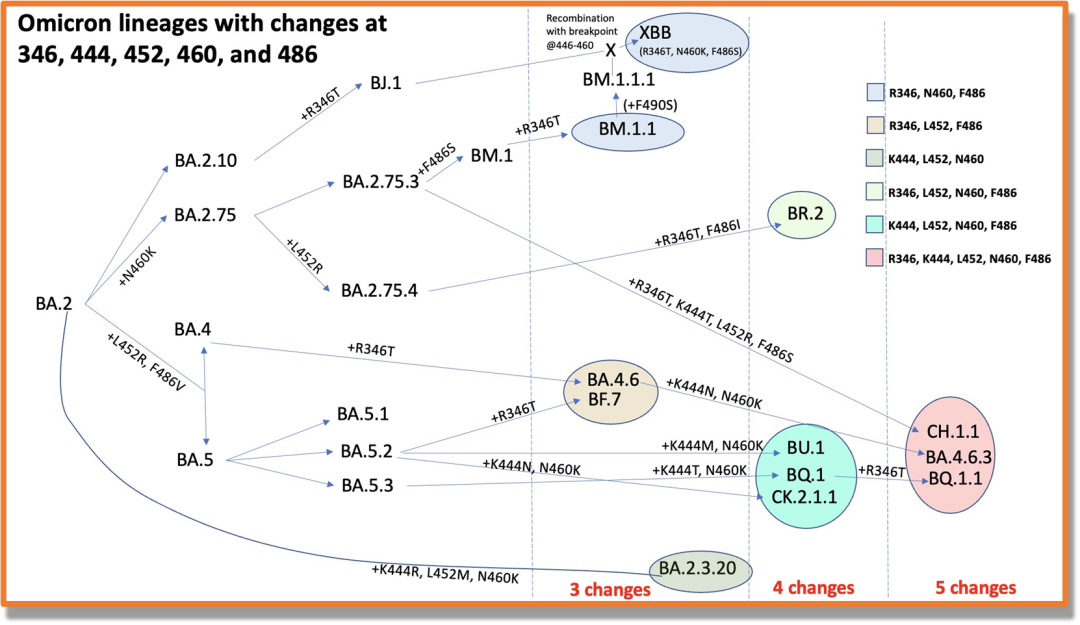 Omicron lineages with changes at
346, 444, 452, 460, and 486
Recombination
with breakpoint
@446-460
X
XBB
(R346T, N460K, F486S)
BJ.1
BM.1.1.1
(+F490S)
BM.1.1
+R346T
+R346T
BA.2.10
BM.1
+F486S
BA.2.75.3
BA.2.75
+N460K
+L452R
BR.2
+R346T, F486I
BA.2.75.4
BA.2
+R346T, K444T, L452R, F486S
BA.4
+L452R, F486V
+R346T
BA.4.6
BF.7
+K444N, N460K
+R346T
BA.5.1
BA.5.2
BA.5
BA.5.3
+K444M, N460K
+K444N, N460K
+K444T, N460K
BU.1
BQ.1
CK.2.1.1
+R346T
CH.1.1
BA.4.6.3
BQ.1.1
+K444R, L452M, N460K
BA.2.3.20
3 changes
4 changes
5 changes
R346, N460, F486
R346, L452, F486
K444, L452, N460
R346, L452, N460, F486
K444, L452, N460, F486
R346, K444, L452, N460, F486